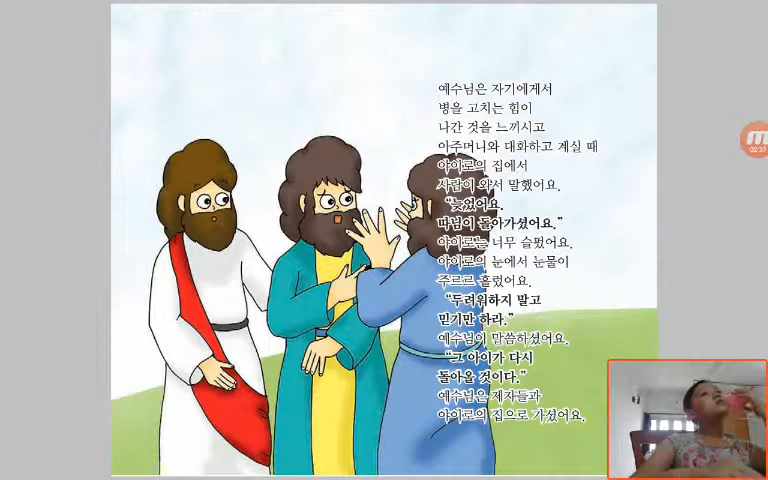 예수님은 자기에게서
병을 고치는 힘이
나간 것을 느끼시고
아주머니와 대화하고 계실 때
야이로의 집에서
사람이 와서 말했어요.
“늦었어요.
따님이 돌아가셨어요.”
야이로는 너무 슬펐어요.
야이로의 눈에서 눈물이
주르르 흘렀어요.
“두려워하지 말고
믿기만 하라.”
예수님이 말씀하셨어요.
“그 아이가 다시
돌아올 것이다.”
예수님은 제자들과
야이로의 집으로 가셨어요.
02:37